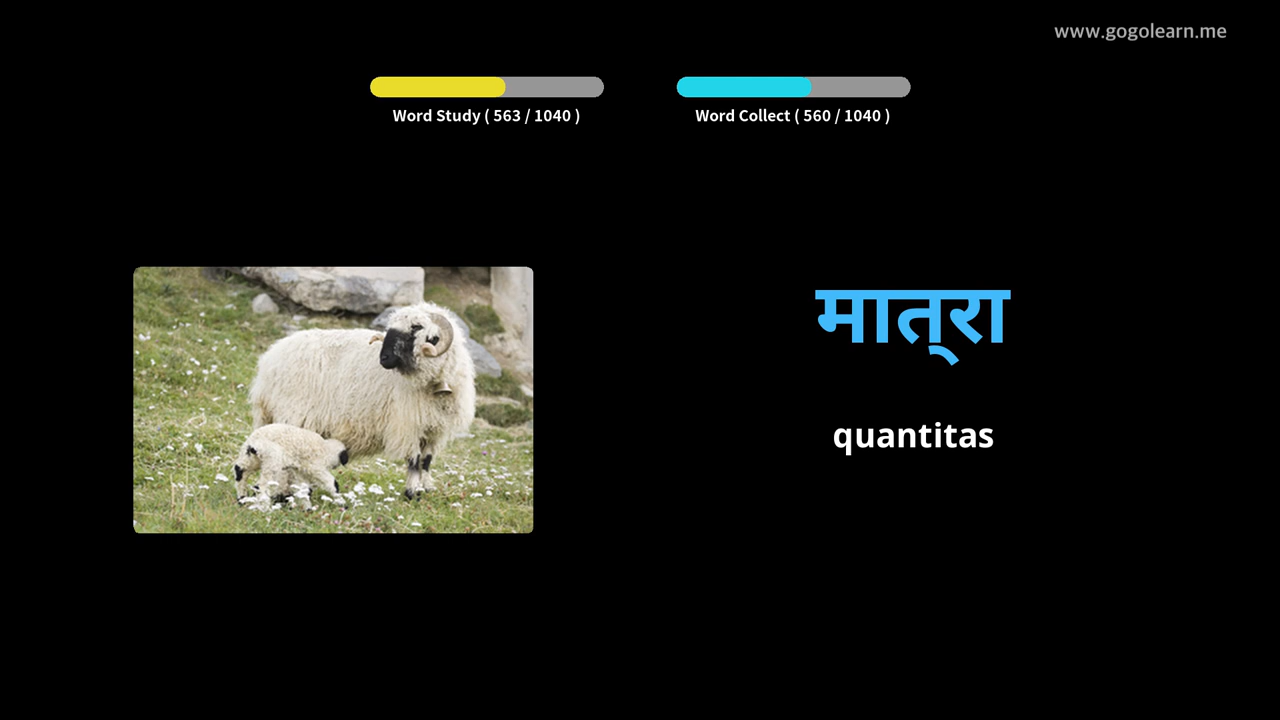 www.gogolearn.me
Word Study ( 563 / 1040 )
Word Collect ( 560 / 1040 )
मात्‌रा
quantitas